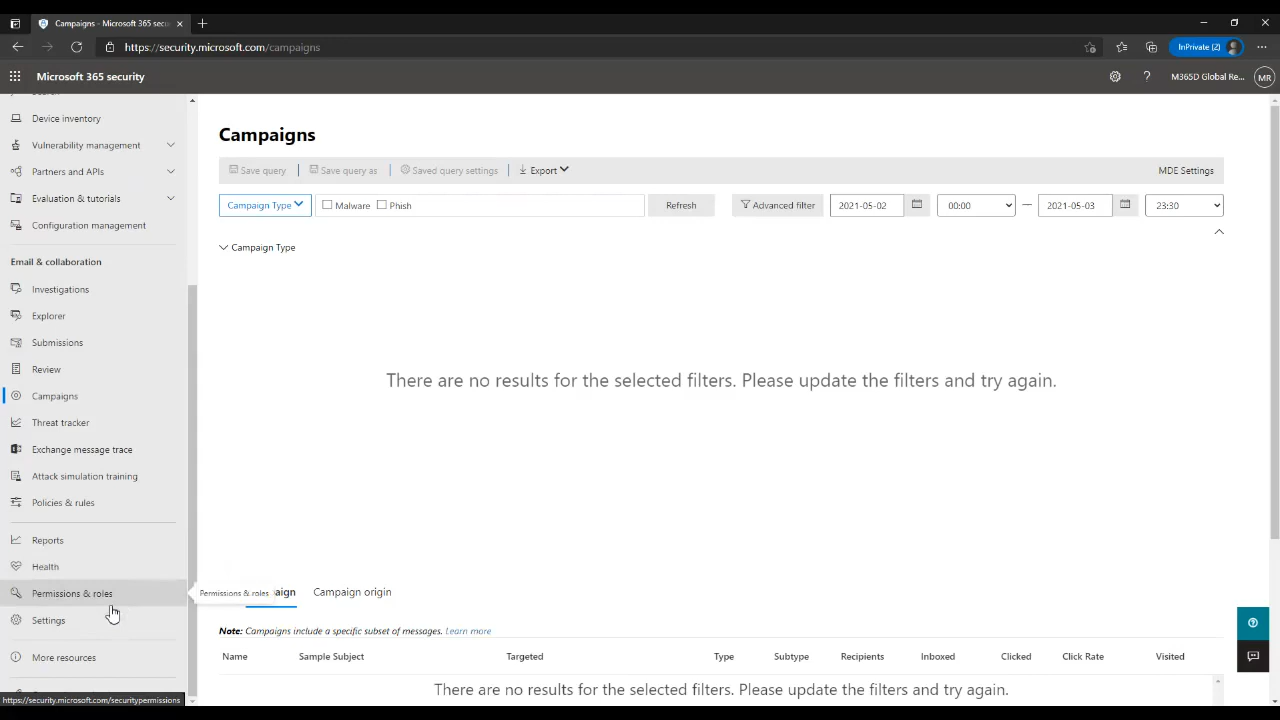 Campaigns - Microsoft 365 secu
https://security.microsoft.com/campaigns
InPrivate (2)
Microsoft 365 security
M365D Global Re...
MR
Device inventory
Vulnerability management
Partners and APIs
Evaluation & tutorials
Configuration management
Email & collaboration
Investigations
Explorer
Submissions
Review
Campaigns
Threat tracker
Exchange message trace
Attack simulation training
Policies & rules
Reports
Health
Permissions & roles
Settings
More resources
https://security.microsoft.com/securitypermissions
Permissions & roles
Campaigns
Save query
Save query as
Saved query settings
Export
MDE Settings
Campaign Type
Malware
Phish
Refresh
Advanced filter
2021-05-02
00:00
2021-05-03
23:30
Campaign Type
There are no results for the selected filters. Please update the filters and try again.
aign
Campaign origin
Note: Campaigns include a specific subset of messages. Learn more
Name Sample Subject Targeted Type Subtype Recipients Inboxed Clicked Click Rate Visited
There are no results for the selected filters. Please update the filters and try again.